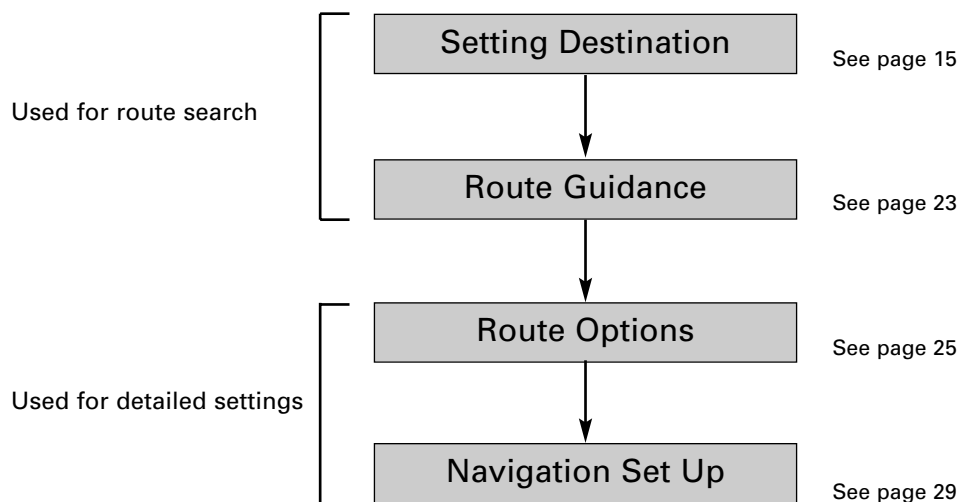 Setting Destination
See page 15
Used for route search
Route Guidance
See page 23
Route Options
See page 25
Used for detailed settings
Navigation Set Up
See page 29